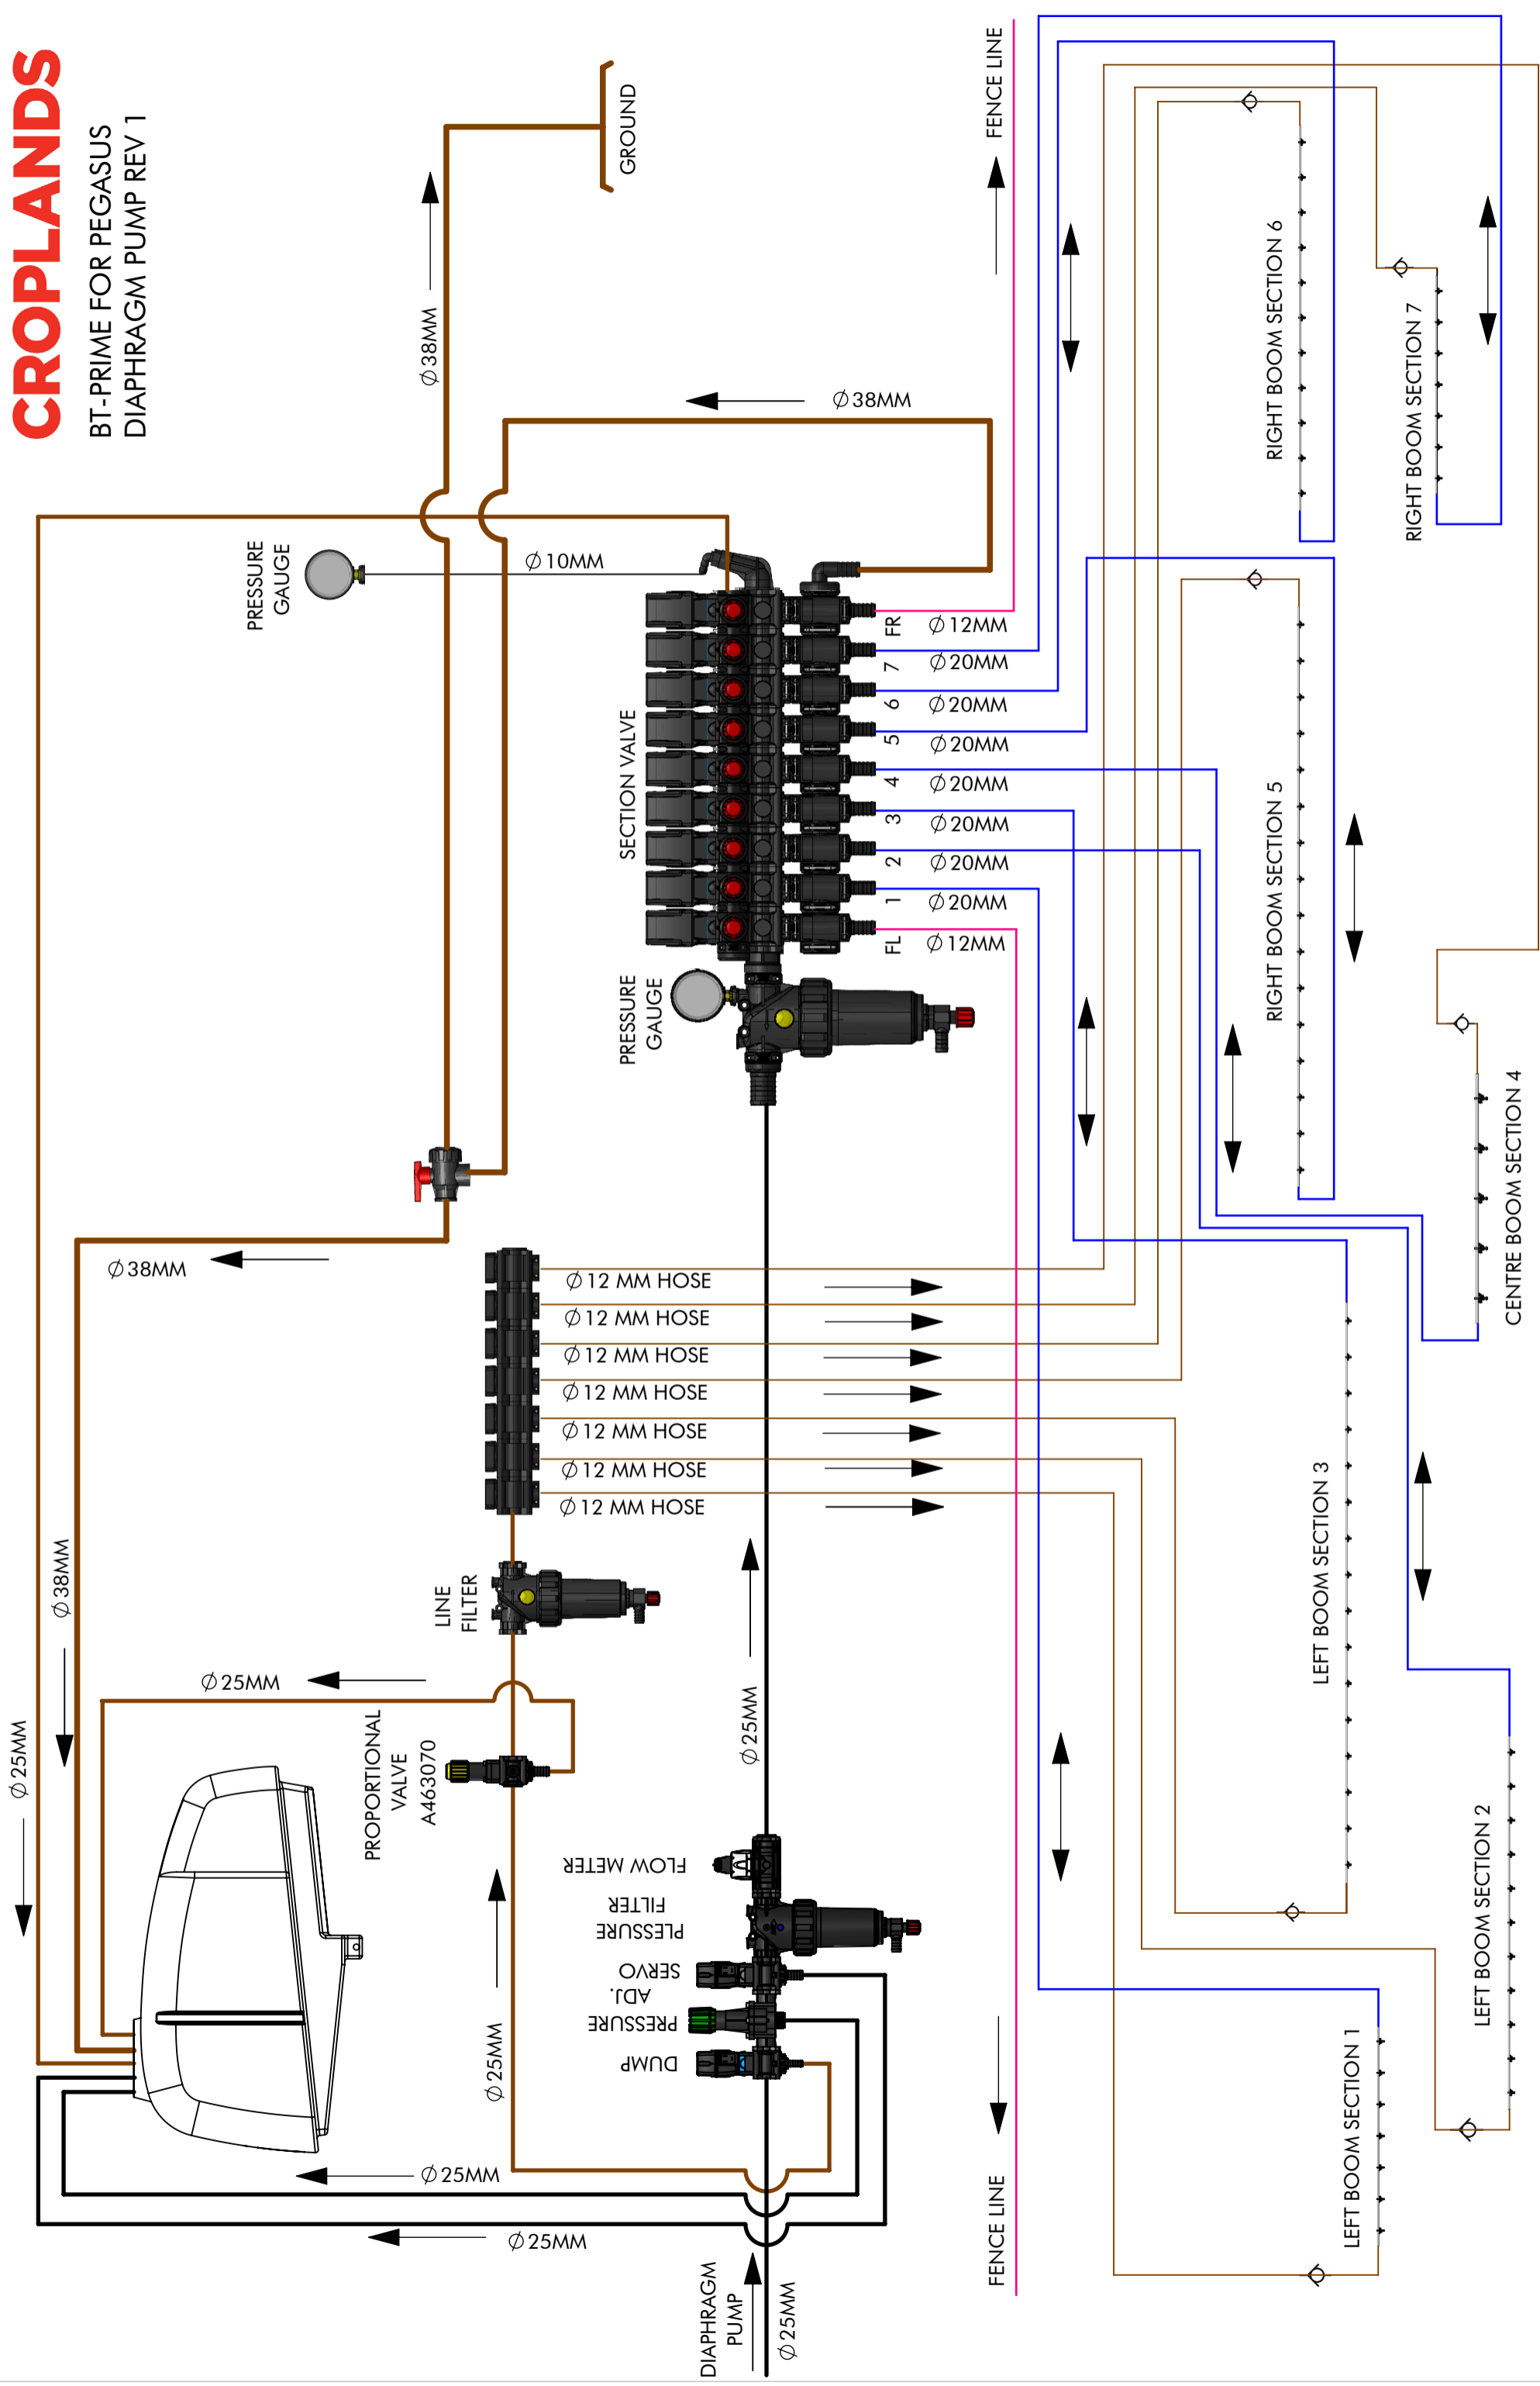 CROPLANDS
BT-PRIME FOR PEGASUS
DIAPHRAGM PUMP REV 1
Ø25MM
Ø38MM
Ø38MM
Ø25MM
PROPORTIONAL
VALVE
A463070
LINE
FILTER
PRESSURE
GAUGE
Ø10MM
Ø38MM
GROUND
Ø38MM
Ø25MM
Ø25MM
Ø25MM
DUMP
PRESSURE
ADJ.
SERVO
PLESSURE
FILTER
FLOW METER
DIAPHRAGM
PUMP
Ø25MM
Ø25MM
Ø12 MM HOSE
Ø12 MM HOSE
Ø12 MM HOSE
Ø12 MM HOSE
Ø12 MM HOSE
Ø12 MM HOSE
Ø12 MM HOSE
PRESSURE
GAUGE
SECTION VALVE
FL
1
2
3
4
5
6
7
FR
Ø12MM
Ø20MM
Ø20MM
Ø20MM
Ø20MM
Ø20MM
Ø20MM
Ø20MM
Ø12MM
FENCE LINE
FENCE LINE
LEFT BOOM SECTION 1
LEFT BOOM SECTION 2
LEFT BOOM SECTION 3
CENTRE BOOM SECTION 4
RIGHT BOOM SECTION 5
RIGHT BOOM SECTION 6
RIGHT BOOM SECTION 7